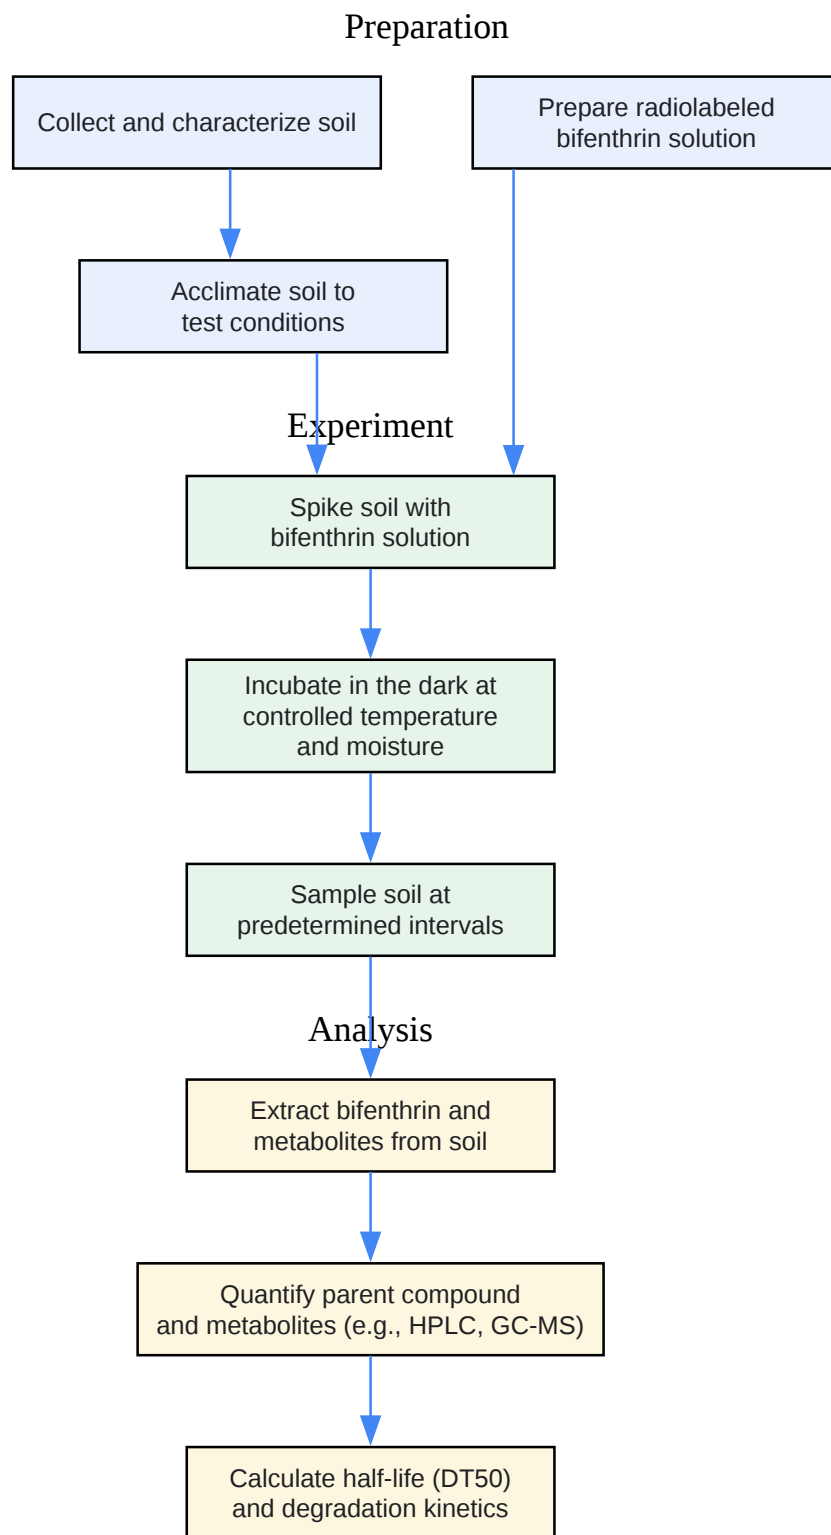 Preparation
Collect and characterize soil
Prepare radiolabeled
bifenthrin solution
Acclimate soil to
test conditions
Experiment
Spike soil with
bifenthrin solution
Incubate in the dark at
controlled temperature
and moisture
Sample soil at
predetermined intervals
Analysis
Extract bifenthrin and
metabolites from soil
Quantify parent compound
and metabolites (e.g., HPLC, GC-MS)
Calculate half-life (DT50)
and degradation kinetics